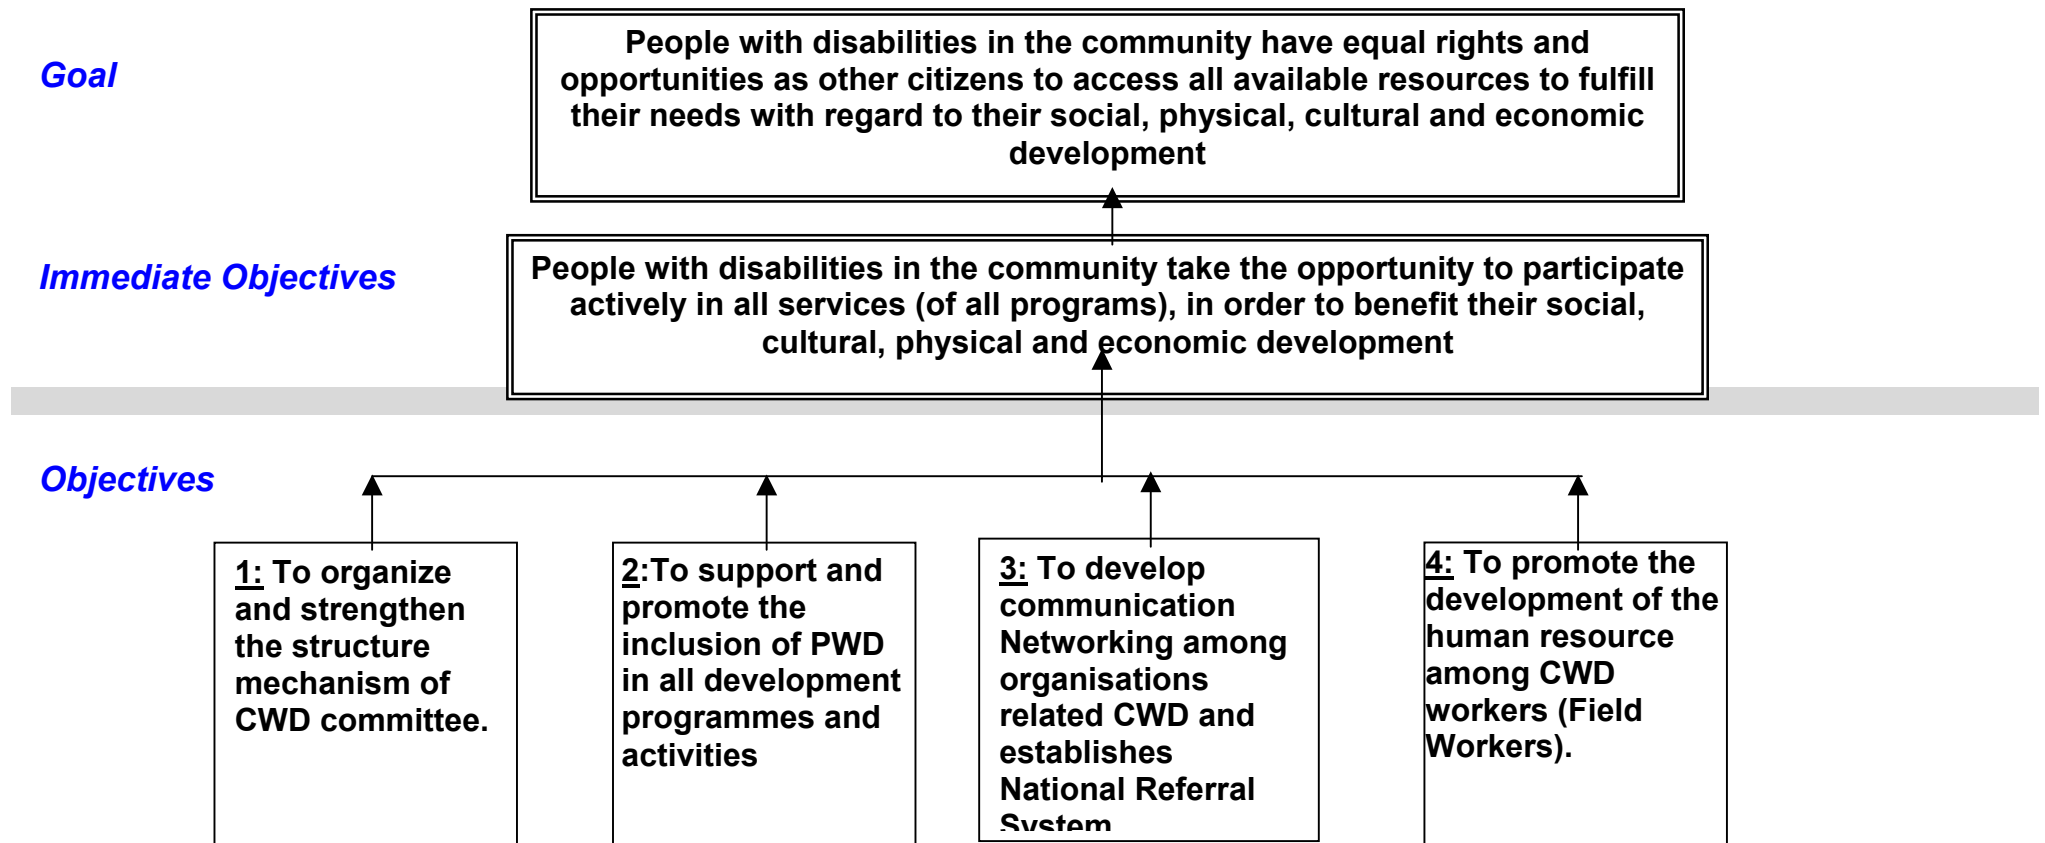 Goal
People with disabilities in the community have equal rights and
opportunities as other citizens to access all available resources to fulfill
their needs with regard to their social, physical, cultural and economic
development
Immediate Objectives
People with disabilities in the community take the opportunity to participate
actively in all services (of all programs), in order to benefit their social,
cultural, physical and economic development
Objectives
1: To organize
and strengthen
the structure
mechanism of
CWD committee.
2:To support and
promote the
inclusion of PWD
in all development
programmes and
activities
3: To develop
communication
Networking among
organisations
related CWD and
establishes
National Referral
System
4: To promote the
development of the
human resource
among CWD
workers (Field
Workers).